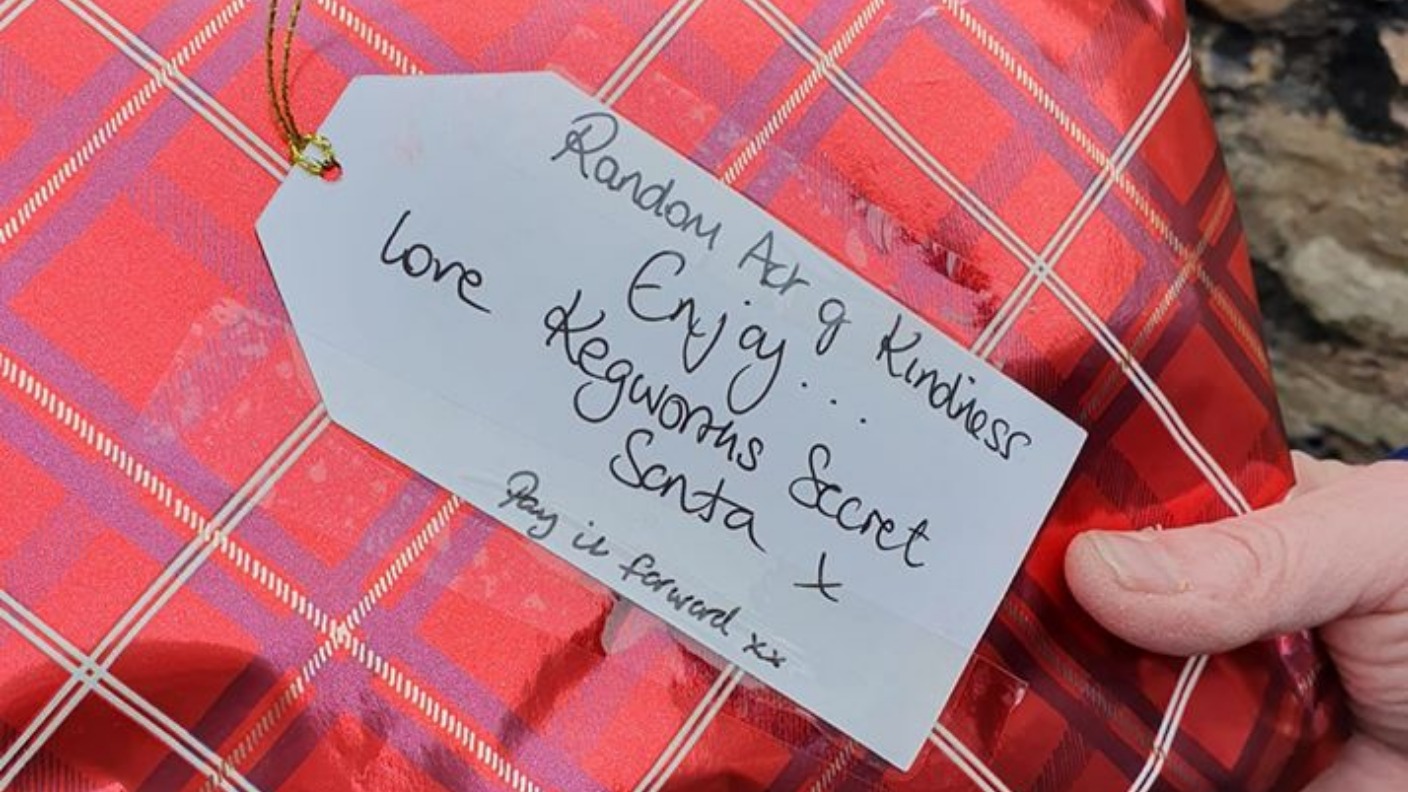 Random Act of Kindness
Enjoy...
love Kegworths Secret
Santa x
Pay it forward xx